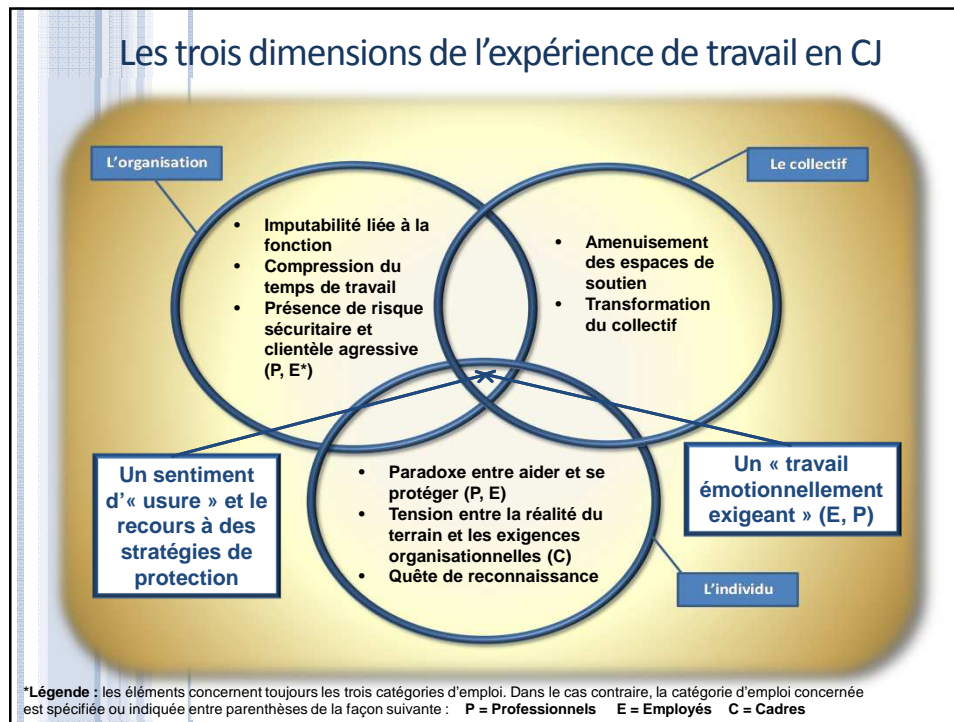 Les trois dimensions de l'expérience de travail en CJ
L'organisation
Le collectif
• Imputabilité liée à la
fonction
• Compression du
temps de travail
• Présence de risque
sécuritaire et
clientèle agressive
(P, E*)
• Amenuisement
des espaces de
soutien
• Transformation
du collectif
Un sentiment
d'« usure » et le
recours à des
stratégies de
protection
• Paradoxe entre aider et se
protéger (P, E)
• Tension entre la réalité du
terrain et les exigences
organisationnelles (C)
• Quête de reconnaissance
Un « travail
émotionnellement
exigeant » (E, P)
L'individu
*Légende : les éléments concernent toujours les trois catégories d'emploi. Dans le cas contraire, la catégorie d'emploi concernée
est spécifiée ou indiquée entre parenthèses de la façon suivante : P = Professionnels E = Employés C = Cadres